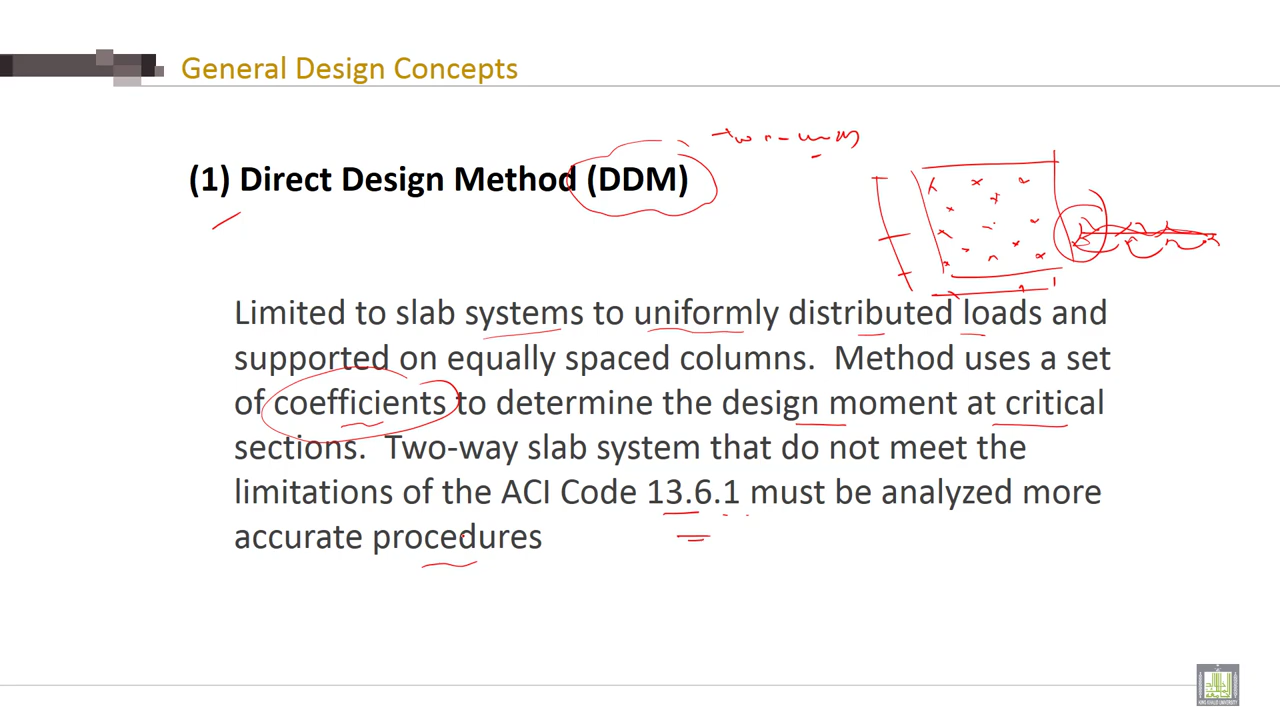 General Design Concepts
(1) Direct Design Method (DDM)
Limited to slab systems to uniformly distributed loads and
supported on equally spaced columns. Method uses a set
of coefficients to determine the design moment at critical
sections. Two-way slab system that do not meet the
limitations of the ACI Code 13.6.1 must be analyzed more
accurate procedures
KING KHALID UNIVERSITY